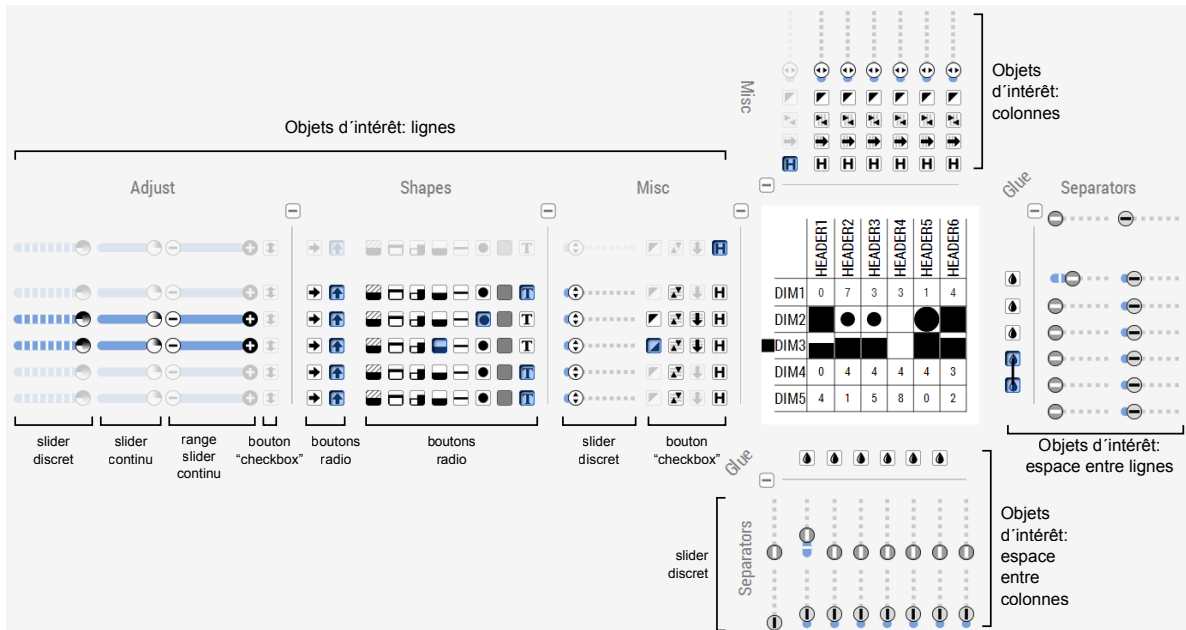 Objets
d´intérêt:
colonnes
Misc
Objets d´intérêt: lignes
Adjust
Shapes
Misc
Glue
Separators
HEADER1
HEADER2
HEADER3
HEADER4
HEADER5
HEADER6
H H H H H H H
H
T
DIM1 0 7 3 3 1 4
T H
DIM2
T H
DIM3
T H
DIM4 0 4 4 4 4 3
T H
DIM5 4 1 5 8 0 2
T H
slider
discret
slider
continu
range
slider
continu
bouton
“checkbox”
boutons
radio
boutons
radio
slider
discret
bouton
“checkbox”
Objets d´intérêt:
espace entre lignes
Glue
Separators
slider
discret
Objets
d´intérêt:
espace
entre
colonnes